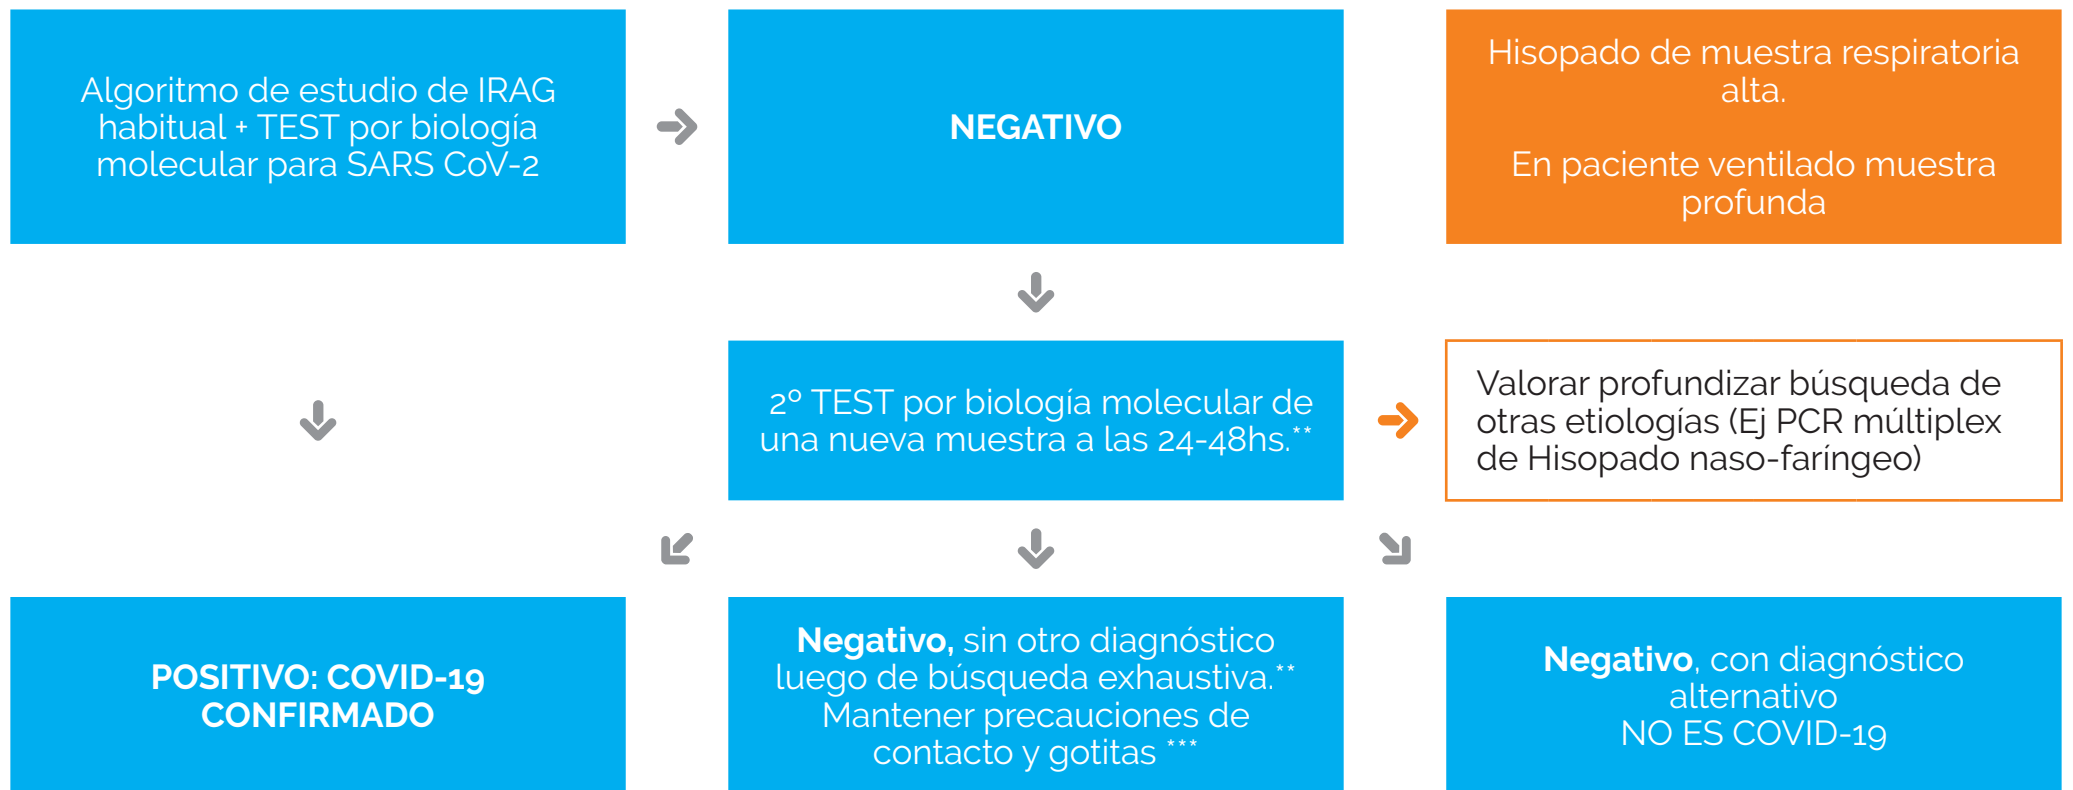 Algoritmo de estudio de IRAG
habitual + TEST por biología
molecular para SARS CoV-2
NEGATIVO
Hisopado de muestra respiratoria
alta.
En paciente ventilado muestra
profunda
2º TEST por biología molecular de
una nueva muestra a las 24-48hs.**
Valorar profundizar búsqueda de
otras etiologías (Ej PCR múltiplex
de Hisopado naso-faríngeo)
POSITIVO: COVID-19
CONFIRMADO
Negativo, sin otro diagnóstico
luego de búsqueda exhaustiva.**
Mantener precauciones de
contacto y gotitas ***
Negativo, con diagnóstico
alternativo
NO ES COVID-19